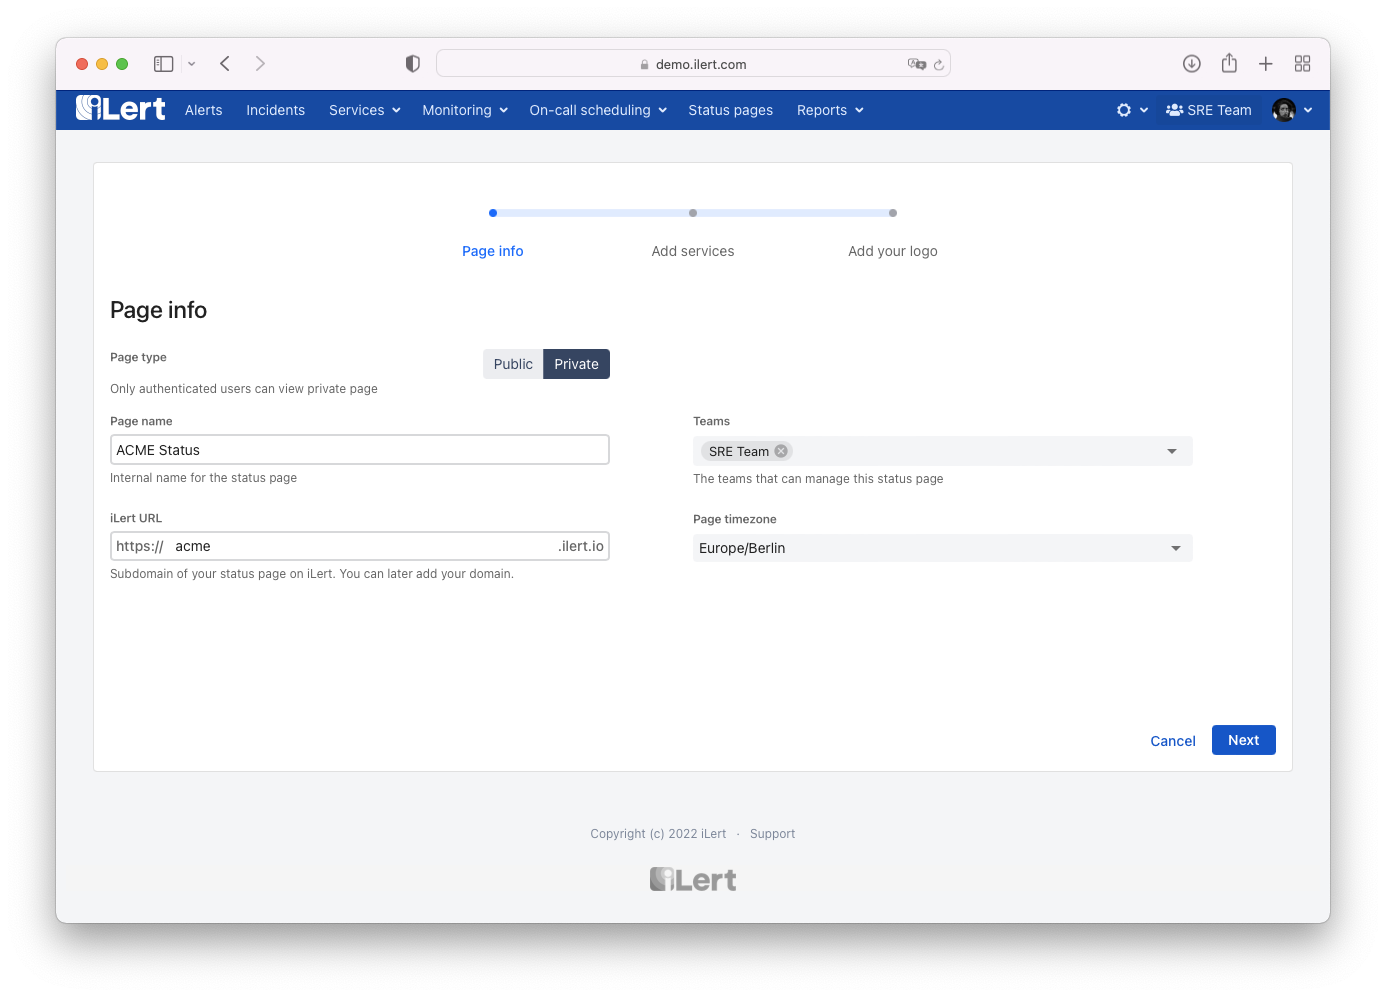 demo.ilert.com
iLert Alerts Incidents Services Monitoring On-call scheduling Status pages Reports SRE Team
Page info Add services Add your logo
Page info
Page type
Public Private
Only authenticated users can view private page
Page name
ACME Status
Internal name for the status page
Teams
SRE Team
The teams that can manage this status page
iLert URL
https:// acme .ilert.io
Subdomain of your status page on iLert. You can later add your domain.
Page timezone
Europe/Berlin
Cancel Next
Copyright (c) 2022 iLert · Support
iLert